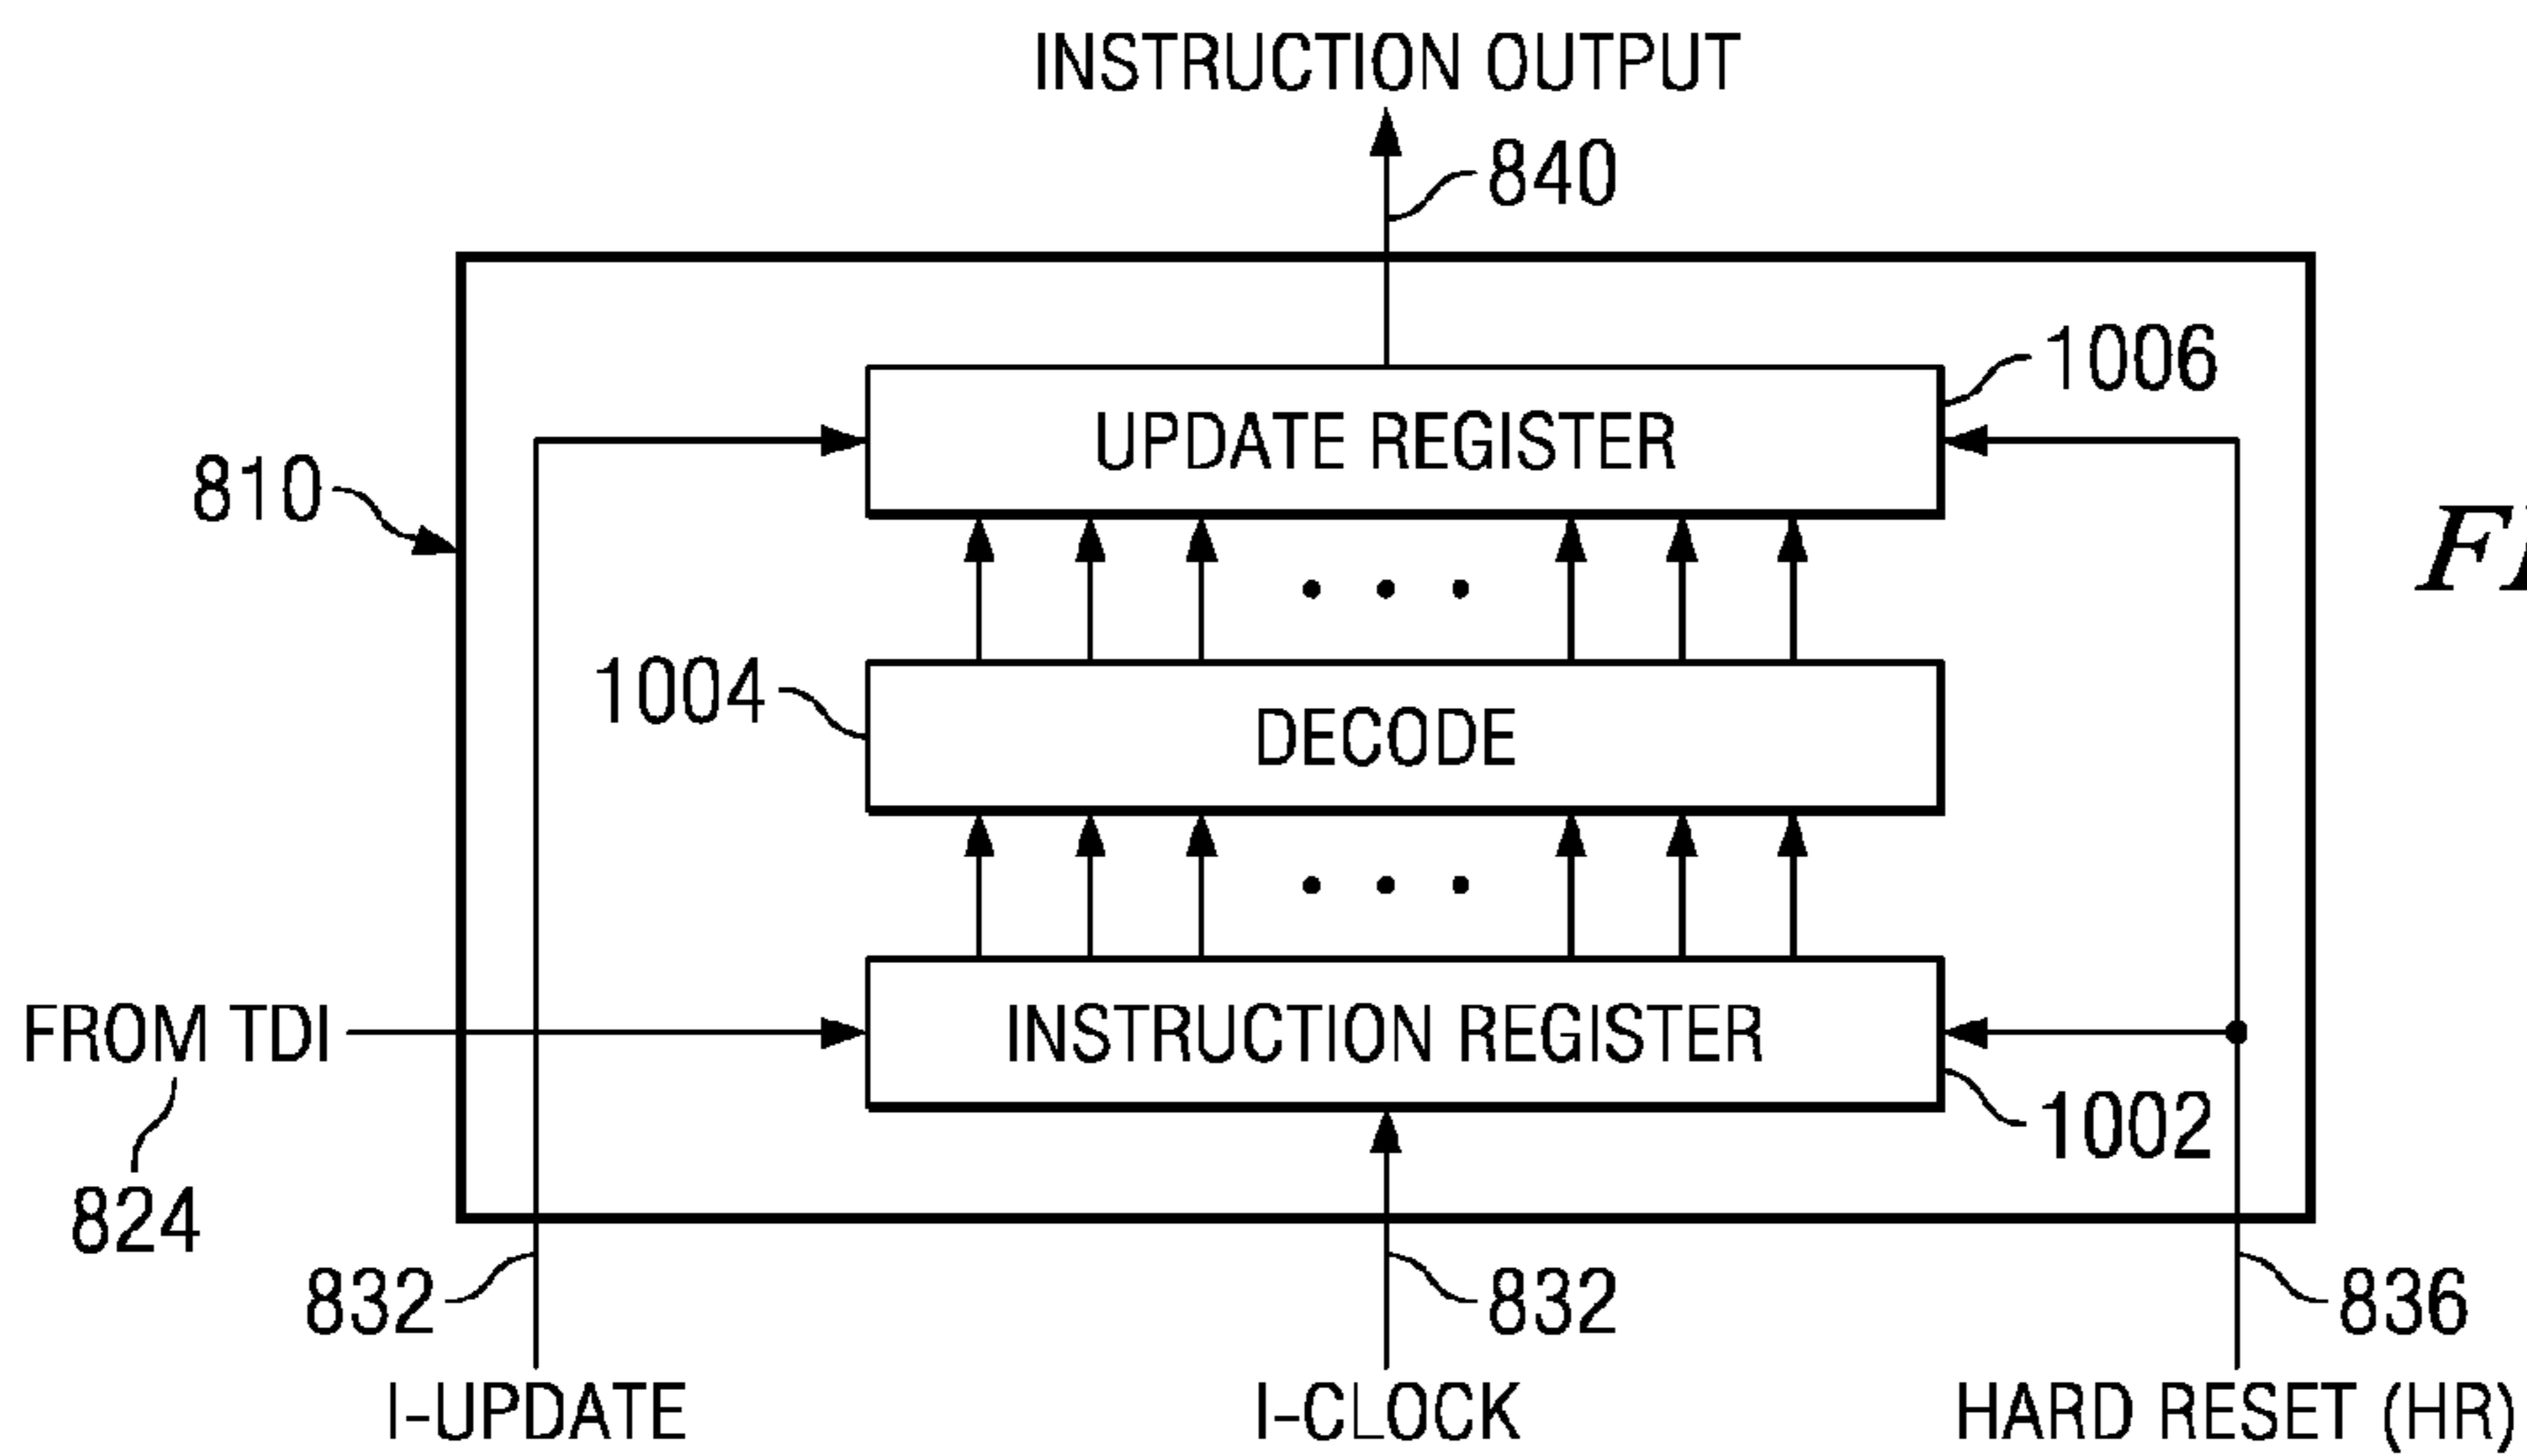 INSTRUCTION OUTPUT
840
1006
UPDATE REGISTER
810
1004
DECODE
FROM TDI
INSTRUCTION REGISTER
1002
824
832
832
836
I-UPDATE
I-CLOCK
HARD RESET (HR)